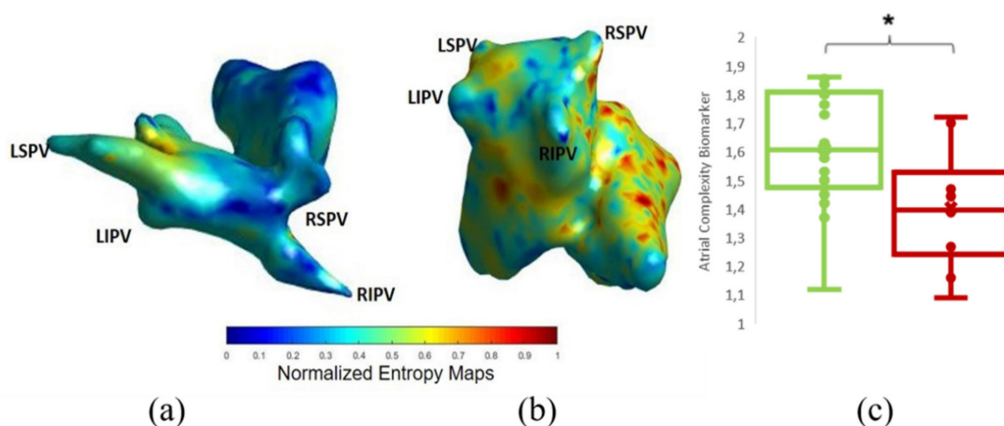 LSPV
LIPV
RSPV
RIPV
LSPV
RSPV
LIPV
RIPV
0 0.1 0.2 0.3 0.4 0.5 0.6 0.7 0.8 0.9 1
Normalized Entropy Maps
*
Atrial Complexity Biomarker
2
1,9
1,8
1,7
1,6
1,5
1,4
1,3
1,2
1,1
1
(a)
(b)
(c)